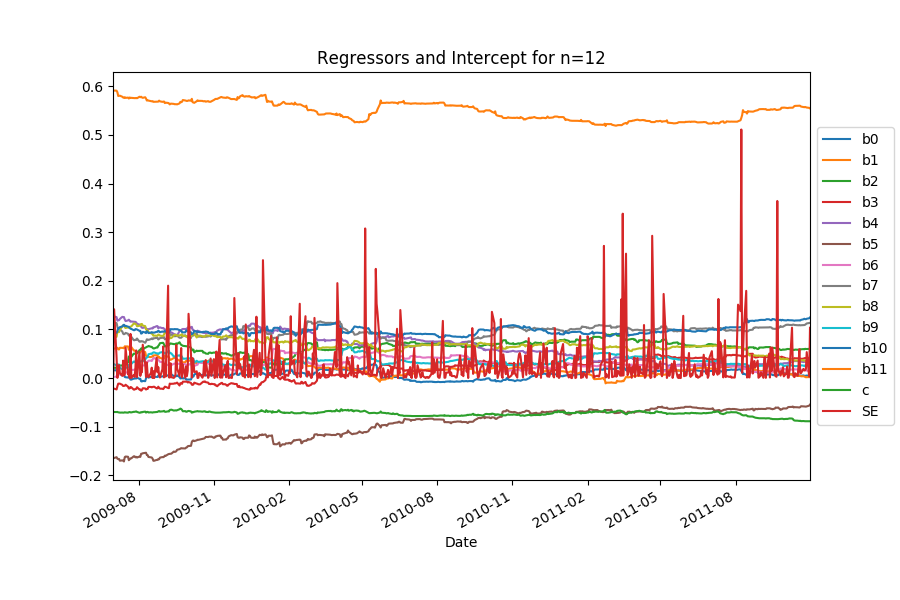 Regressors and Intercept for n=12
0.6
0.5
0.4
0.3
0.2
0.1
0.0
−0.1
−0.2
2009-08
2009-11
2010-02
2010-05
2010-08
2010-11
2011-02
2011-05
2011-08
Date
b0
b1
b2
b3
b4
b5
b6
b7
b8
b9
b10
b11
c
SE